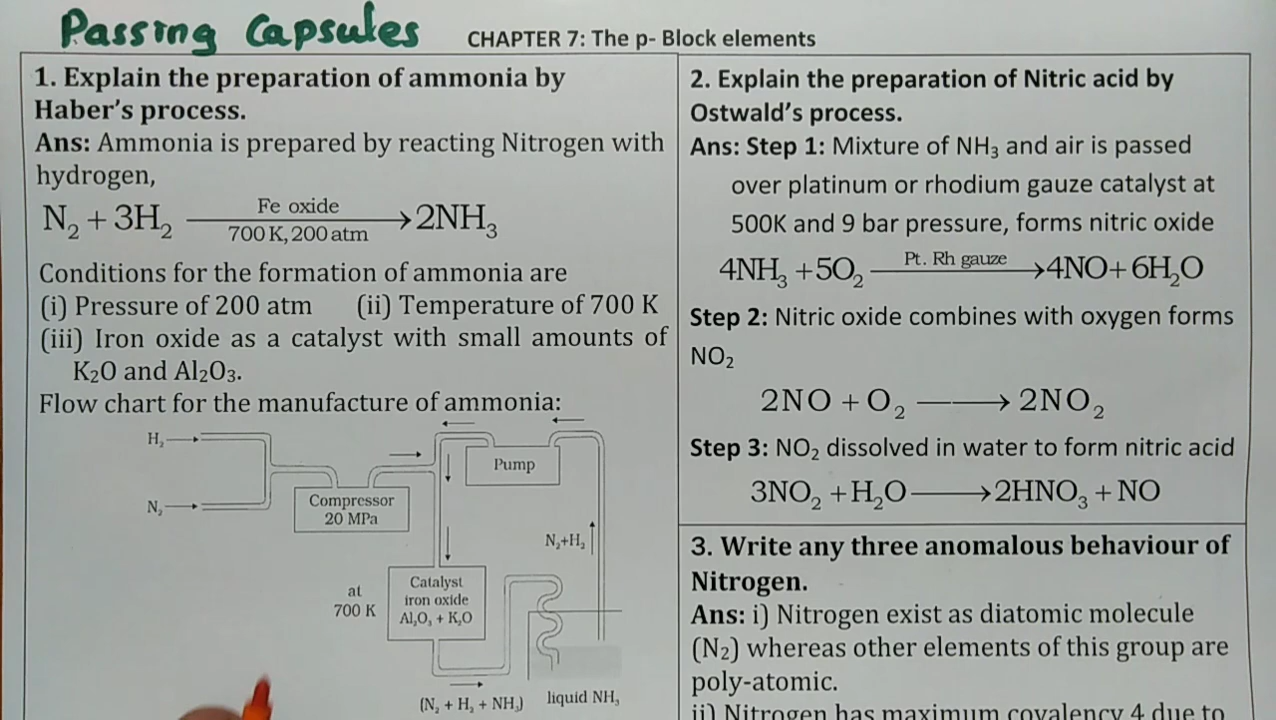 Passing Capsules
CHAPTER 7: The p- Block elements
1. Explain the preparation of ammonia by
Haber's process.
Ans: Ammonia is prepared by reacting Nitrogen with
hydrogen,
Fe oxide
N₂ + 3H₂ ⟶ 2NH₃
700 K, 200 atm
Conditions for the formation of ammonia are
(i) Pressure of 200 atm (ii) Temperature of 700 K
(iii) Iron oxide as a catalyst with small amounts of
K₂O and Al₂O₃.
Flow chart for the manufacture of ammonia:
H₂
N₂
Compressor
20 MPa
Pump
N₂+H₂
at
700 K
Catalyst
iron oxide
Al₂O₃ + K₂O
(N₂ + H₂ + NH₃)
liquid NH₃
2. Explain the preparation of Nitric acid by
Ostwald's process.
Ans: Step 1: Mixture of NH₃ and air is passed
over platinum or rhodium gauze catalyst at
500K and 9 bar pressure, forms nitric oxide
Pt. Rh gauze
4NH₃ +5O₂ ⟶ 4NO+ 6H₂O
Step 2: Nitric oxide combines with oxygen forms
NO₂
2NO + O₂ ⟶ 2NO₂
Step 3: NO₂ dissolved in water to form nitric acid
3NO₂ +H₂O ⟶ 2HNO₃ + NO
3. Write any three anomalous behaviour of
Nitrogen.
Ans: i) Nitrogen exist as diatomic molecule
(N₂) whereas other elements of this group are
poly-atomic.
ii) Nitrogen has maximum covalency 4 due to